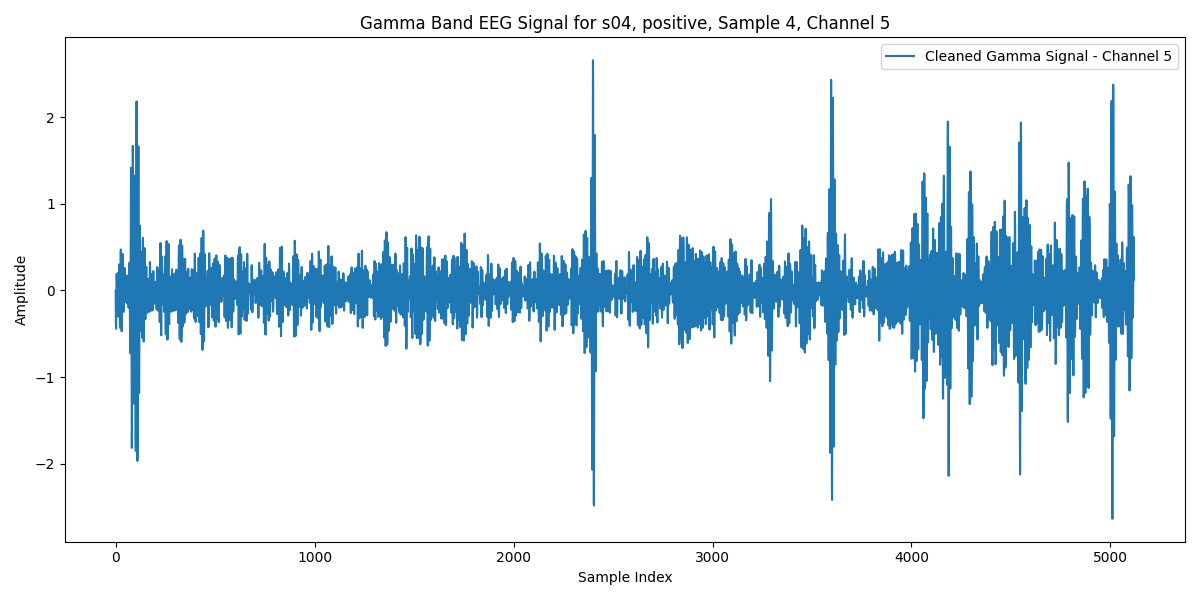 Gamma Band EEG Signal for s04, positive, Sample 4, Channel 5
Cleaned Gamma Signal - Channel 5
Amplitude
2
1
0
−1
−2
0 1000 2000 3000 4000 5000
Sample Index